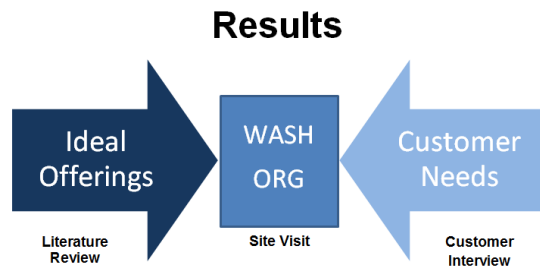 Results
Ideal
Offerings
WASH
ORG
Customer
Needs
Literature
Review
Site Visit
Customer
Interview